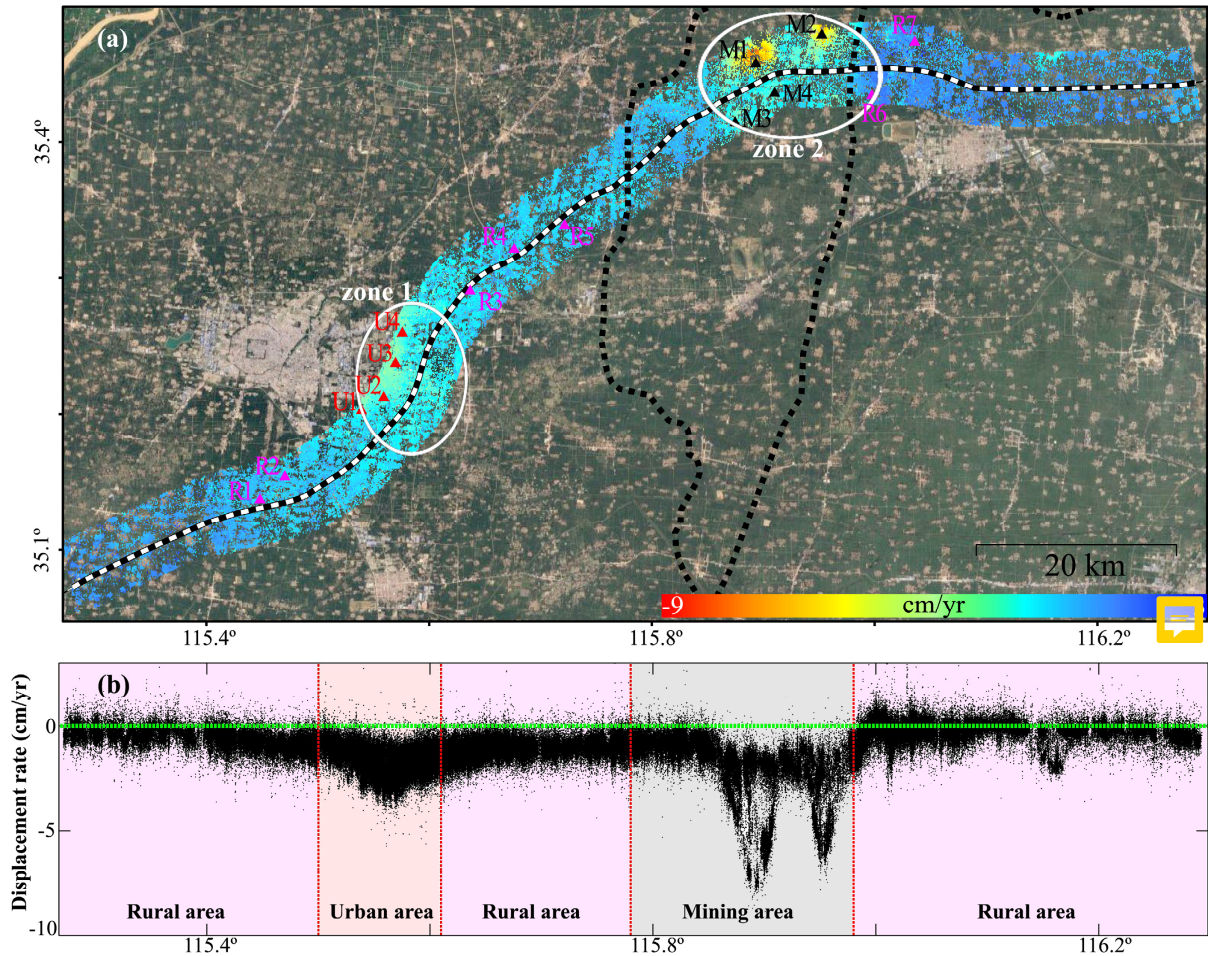 (a)
M2
R7
M1
M4
R6
M3
35.4°
zone 2
R4
R5
zone 1
R3
U4
U3
U2
U1
R2
R1
35.1°
20 km
-9
cm/yr
115.4°
115.8°
116.2°
(b)
Displacement rate (cm/yr)
0
-5
-10
Rural area
Urban area
Rural area
Mining area
Rural area
115.4°
115.8°
116.2°